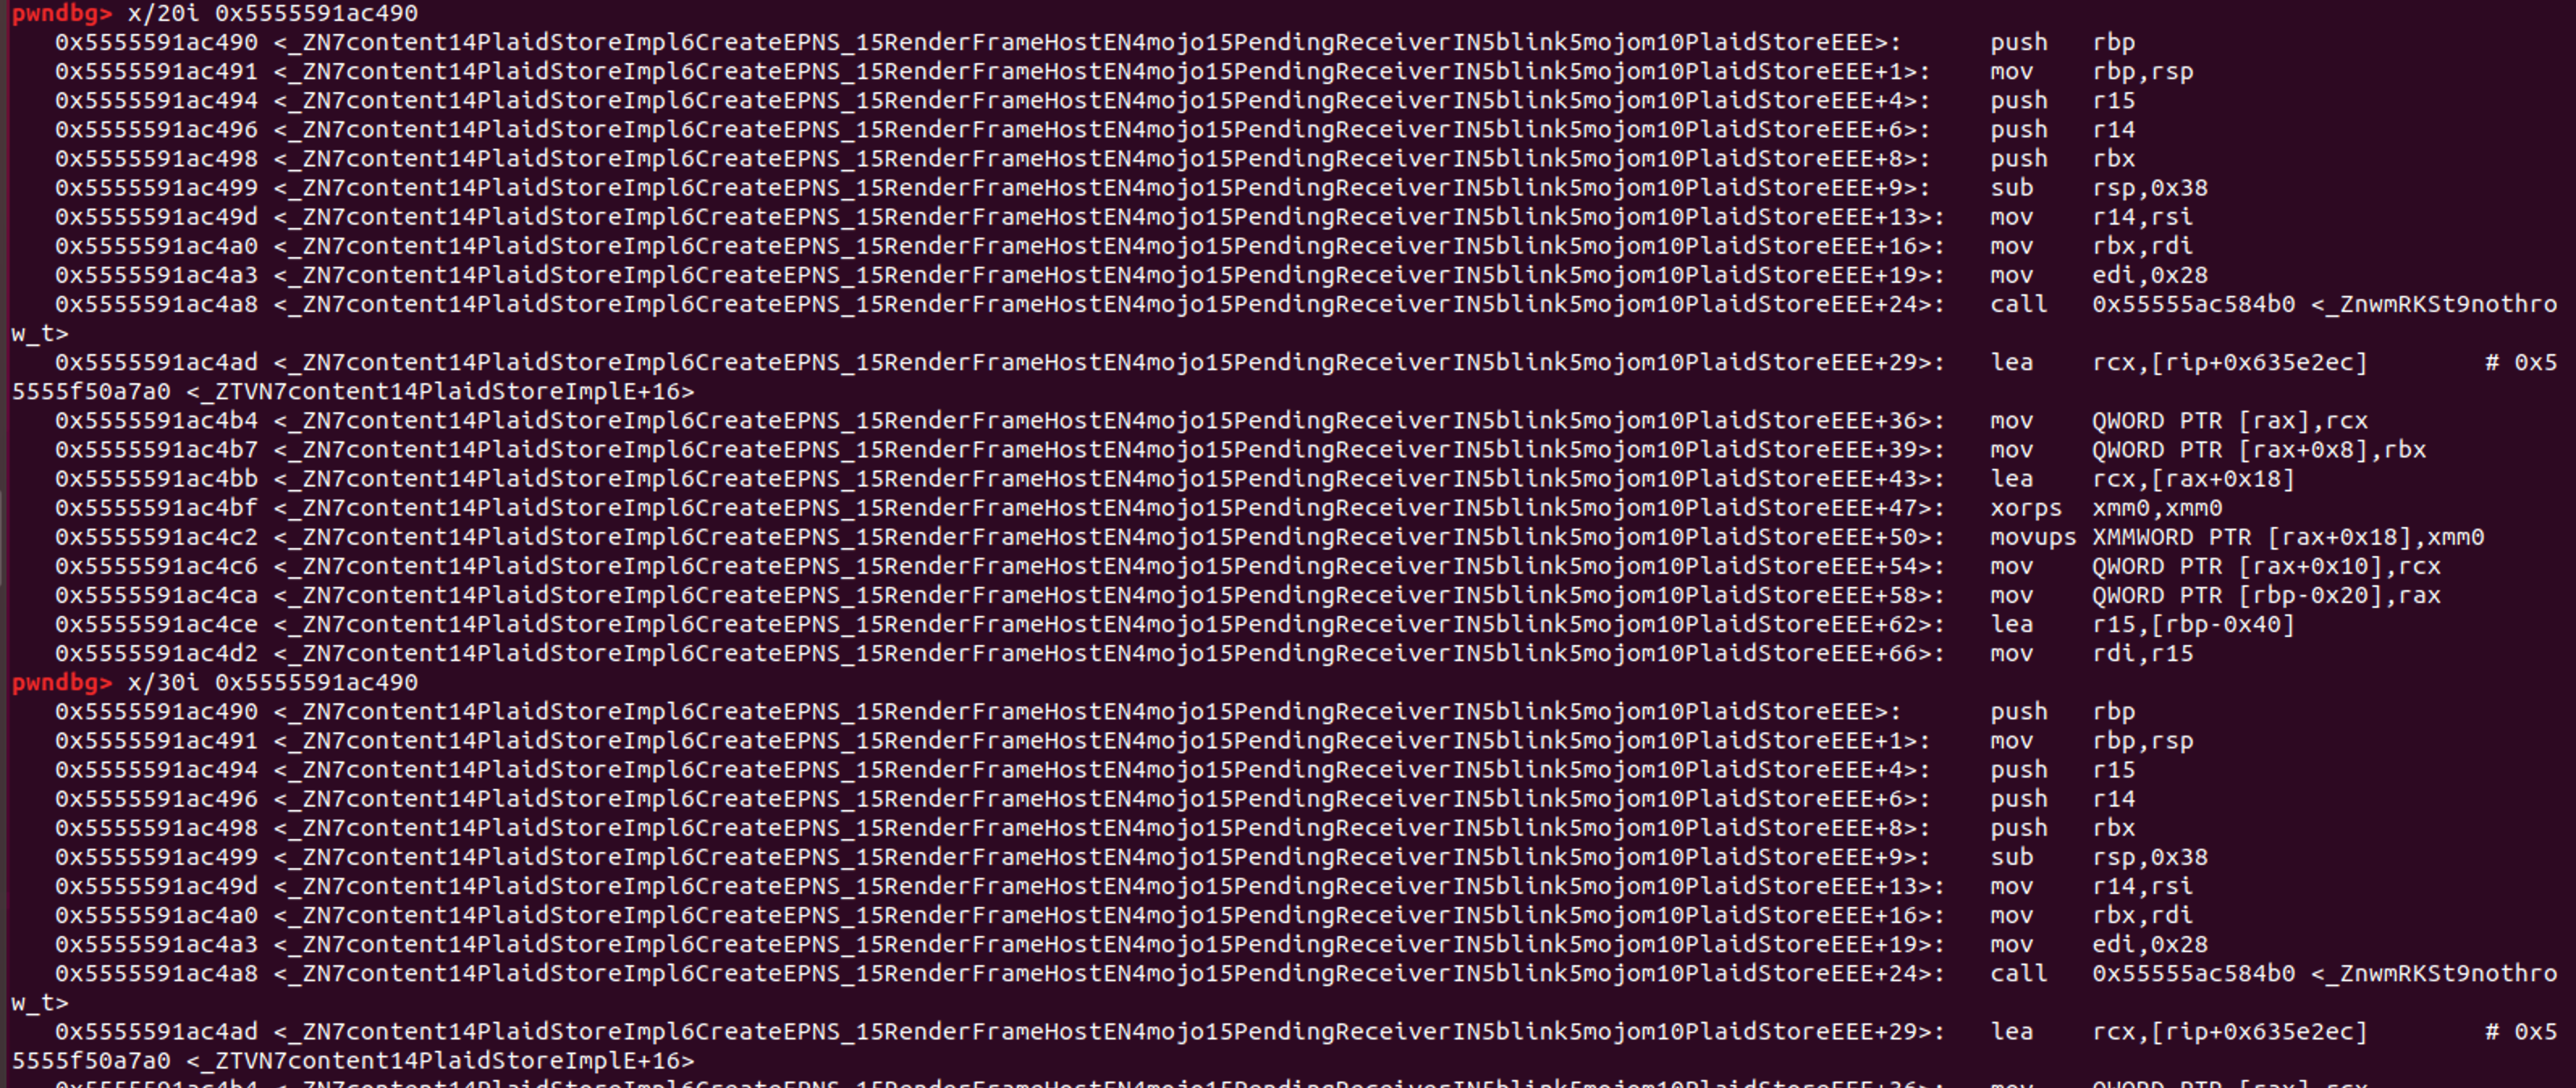 pwndbg> x/20i 0x5555591ac490
0x5555591ac490 <_ZN7content14PlaidStoreImpl6CreateEPNS_15RenderFrameHostEN4mojo15PendingReceiverIN5blink5mojom10PlaidStoreEEE>: push rbp
0x5555591ac491 <_ZN7content14PlaidStoreImpl6CreateEPNS_15RenderFrameHostEN4mojo15PendingReceiverIN5blink5mojom10PlaidStoreEEE+1>: mov rbp,rsp
0x5555591ac494 <_ZN7content14PlaidStoreImpl6CreateEPNS_15RenderFrameHostEN4mojo15PendingReceiverIN5blink5mojom10PlaidStoreEEE+4>: push r15
0x5555591ac496 <_ZN7content14PlaidStoreImpl6CreateEPNS_15RenderFrameHostEN4mojo15PendingReceiverIN5blink5mojom10PlaidStoreEEE+6>: push r14
0x5555591ac498 <_ZN7content14PlaidStoreImpl6CreateEPNS_15RenderFrameHostEN4mojo15PendingReceiverIN5blink5mojom10PlaidStoreEEE+8>: push rbx
0x5555591ac499 <_ZN7content14PlaidStoreImpl6CreateEPNS_15RenderFrameHostEN4mojo15PendingReceiverIN5blink5mojom10PlaidStoreEEE+9>: sub rsp,0x38
0x5555591ac49d <_ZN7content14PlaidStoreImpl6CreateEPNS_15RenderFrameHostEN4mojo15PendingReceiverIN5blink5mojom10PlaidStoreEEE+13>: mov r14,rsi
0x5555591ac4a0 <_ZN7content14PlaidStoreImpl6CreateEPNS_15RenderFrameHostEN4mojo15PendingReceiverIN5blink5mojom10PlaidStoreEEE+16>: mov rbx,rdi
0x5555591ac4a3 <_ZN7content14PlaidStoreImpl6CreateEPNS_15RenderFrameHostEN4mojo15PendingReceiverIN5blink5mojom10PlaidStoreEEE+19>: mov edi,0x28
0x5555591ac4a8 <_ZN7content14PlaidStoreImpl6CreateEPNS_15RenderFrameHostEN4mojo15PendingReceiverIN5blink5mojom10PlaidStoreEEE+24>: call 0x55555ac584b0 <_ZnwmRKSt9nothro
w_t>
0x5555591ac4ad <_ZN7content14PlaidStoreImpl6CreateEPNS_15RenderFrameHostEN4mojo15PendingReceiverIN5blink5mojom10PlaidStoreEEE+29>: lea rcx,[rip+0x635e2ec] # 0x5
5555f50a7a0 <_ZTVN7content14PlaidStoreImplE+16>
0x5555591ac4b4 <_ZN7content14PlaidStoreImpl6CreateEPNS_15RenderFrameHostEN4mojo15PendingReceiverIN5blink5mojom10PlaidStoreEEE+36>: mov QWORD PTR [rax],rcx
0x5555591ac4b7 <_ZN7content14PlaidStoreImpl6CreateEPNS_15RenderFrameHostEN4mojo15PendingReceiverIN5blink5mojom10PlaidStoreEEE+39>: mov QWORD PTR [rax+0x8],rbx
0x5555591ac4bb <_ZN7content14PlaidStoreImpl6CreateEPNS_15RenderFrameHostEN4mojo15PendingReceiverIN5blink5mojom10PlaidStoreEEE+43>: lea rcx,[rax+0x18]
0x5555591ac4bf <_ZN7content14PlaidStoreImpl6CreateEPNS_15RenderFrameHostEN4mojo15PendingReceiverIN5blink5mojom10PlaidStoreEEE+47>: xorps xmm0,xmm0
0x5555591ac4c2 <_ZN7content14PlaidStoreImpl6CreateEPNS_15RenderFrameHostEN4mojo15PendingReceiverIN5blink5mojom10PlaidStoreEEE+50>: movups XMMWORD PTR [rax+0x18],xmm0
0x5555591ac4c6 <_ZN7content14PlaidStoreImpl6CreateEPNS_15RenderFrameHostEN4mojo15PendingReceiverIN5blink5mojom10PlaidStoreEEE+54>: mov QWORD PTR [rax+0x10],rcx
0x5555591ac4ca <_ZN7content14PlaidStoreImpl6CreateEPNS_15RenderFrameHostEN4mojo15PendingReceiverIN5blink5mojom10PlaidStoreEEE+58>: mov QWORD PTR [rbp-0x20],rax
0x5555591ac4ce <_ZN7content14PlaidStoreImpl6CreateEPNS_15RenderFrameHostEN4mojo15PendingReceiverIN5blink5mojom10PlaidStoreEEE+62>: lea r15,[rbp-0x40]
0x5555591ac4d2 <_ZN7content14PlaidStoreImpl6CreateEPNS_15RenderFrameHostEN4mojo15PendingReceiverIN5blink5mojom10PlaidStoreEEE+66>: mov rdi,r15
pwndbg> x/30i 0x5555591ac490
0x5555591ac490 <_ZN7content14PlaidStoreImpl6CreateEPNS_15RenderFrameHostEN4mojo15PendingReceiverIN5blink5mojom10PlaidStoreEEE>: push rbp
0x5555591ac491 <_ZN7content14PlaidStoreImpl6CreateEPNS_15RenderFrameHostEN4mojo15PendingReceiverIN5blink5mojom10PlaidStoreEEE+1>: mov rbp,rsp
0x5555591ac494 <_ZN7content14PlaidStoreImpl6CreateEPNS_15RenderFrameHostEN4mojo15PendingReceiverIN5blink5mojom10PlaidStoreEEE+4>: push r15
0x5555591ac496 <_ZN7content14PlaidStoreImpl6CreateEPNS_15RenderFrameHostEN4mojo15PendingReceiverIN5blink5mojom10PlaidStoreEEE+6>: push r14
0x5555591ac498 <_ZN7content14PlaidStoreImpl6CreateEPNS_15RenderFrameHostEN4mojo15PendingReceiverIN5blink5mojom10PlaidStoreEEE+8>: push rbx
0x5555591ac499 <_ZN7content14PlaidStoreImpl6CreateEPNS_15RenderFrameHostEN4mojo15PendingReceiverIN5blink5mojom10PlaidStoreEEE+9>: sub rsp,0x38
0x5555591ac49d <_ZN7content14PlaidStoreImpl6CreateEPNS_15RenderFrameHostEN4mojo15PendingReceiverIN5blink5mojom10PlaidStoreEEE+13>: mov r14,rsi
0x5555591ac4a0 <_ZN7content14PlaidStoreImpl6CreateEPNS_15RenderFrameHostEN4mojo15PendingReceiverIN5blink5mojom10PlaidStoreEEE+16>: mov rbx,rdi
0x5555591ac4a3 <_ZN7content14PlaidStoreImpl6CreateEPNS_15RenderFrameHostEN4mojo15PendingReceiverIN5blink5mojom10PlaidStoreEEE+19>: mov edi,0x28
0x5555591ac4a8 <_ZN7content14PlaidStoreImpl6CreateEPNS_15RenderFrameHostEN4mojo15PendingReceiverIN5blink5mojom10PlaidStoreEEE+24>: call 0x55555ac584b0 <_ZnwmRKSt9nothro
w_t>
0x5555591ac4ad <_ZN7content14PlaidStoreImpl6CreateEPNS_15RenderFrameHostEN4mojo15PendingReceiverIN5blink5mojom10PlaidStoreEEE+29>: lea rcx,[rip+0x635e2ec] # 0x5
5555f50a7a0 <_ZTVN7content14PlaidStoreImplE+16>